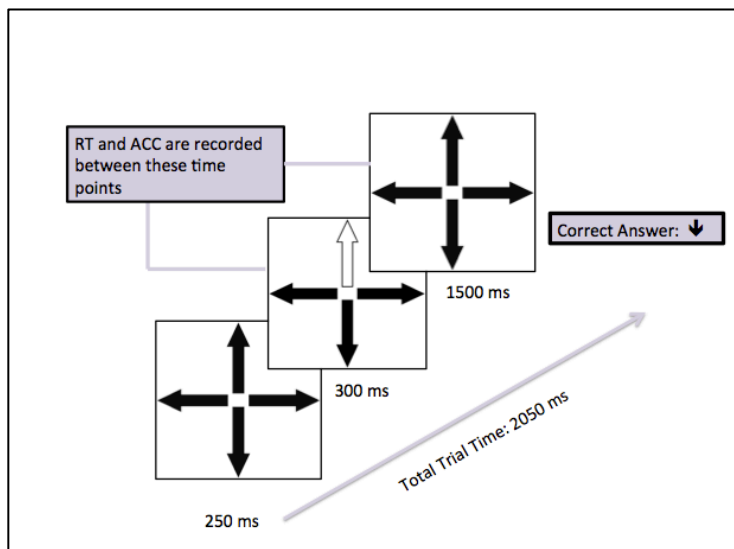 RT and ACC are recorded
between these time
points
Correct Answer: 🡻
1500 ms
300 ms
250 ms
Total Trial Time: 2050 ms